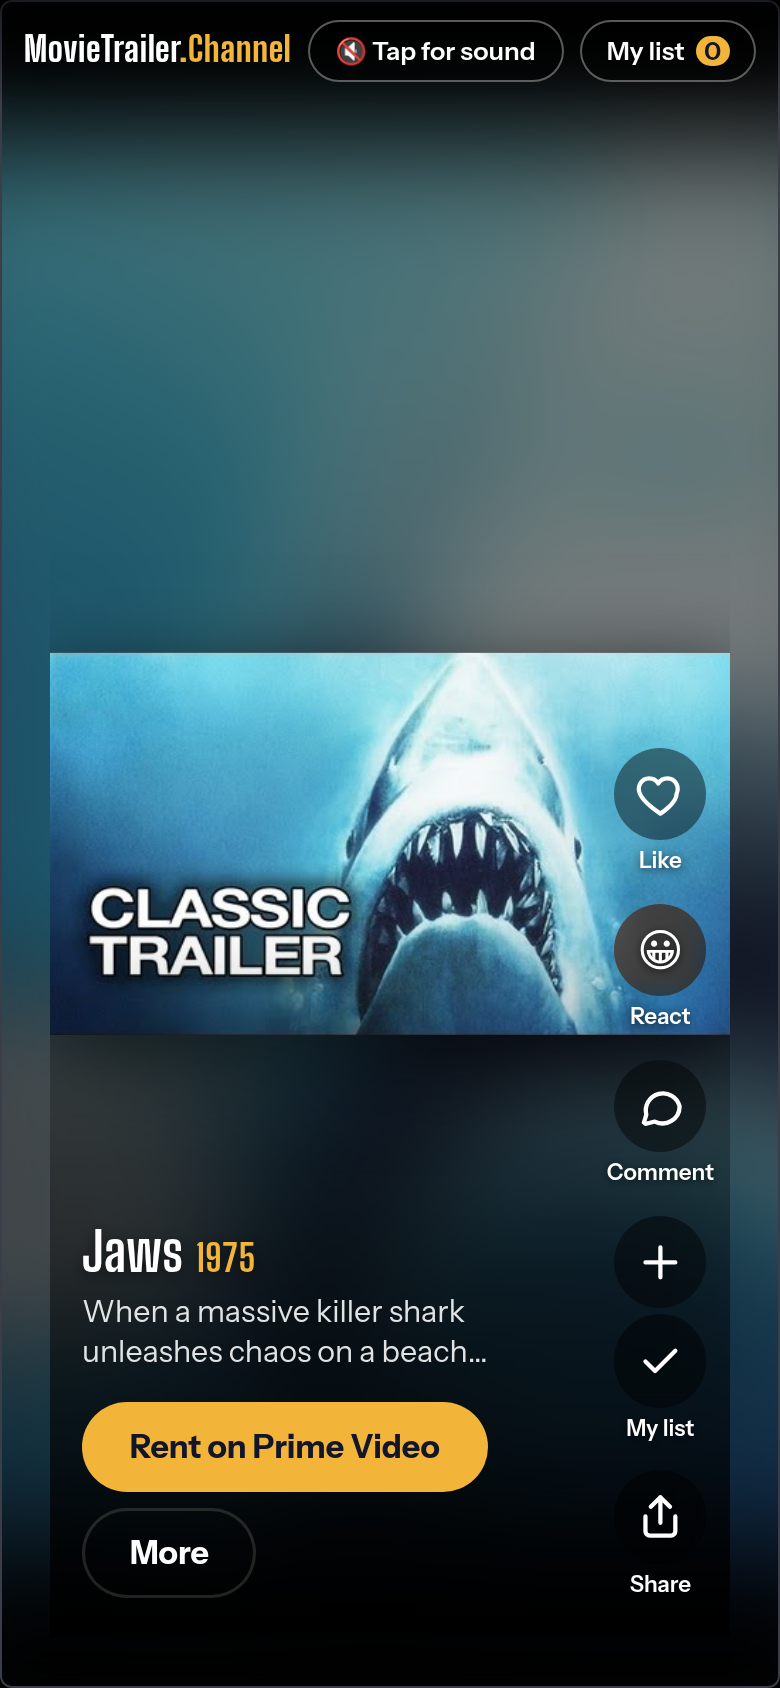 MovieTrailer.Channel
🔇 Tap for sound
My list 0
CLASSIC
TRAILER
Like
React
Comment
Jaws 1975
When a massive killer shark
unleashes chaos on a beach...
Rent on Prime Video
My list
More
Share